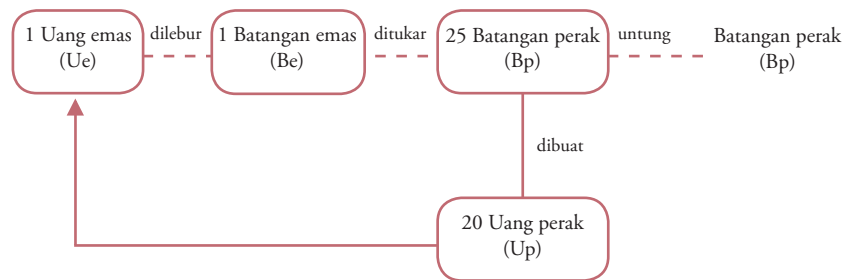 1 Uang emas
(Ue)
dilebur
1 Batangan emas
(Be)
ditukar
25 Batangan perak
(Bp)
untung
Batangan perak
(Bp)
dibuat
20 Uang perak
(Up)